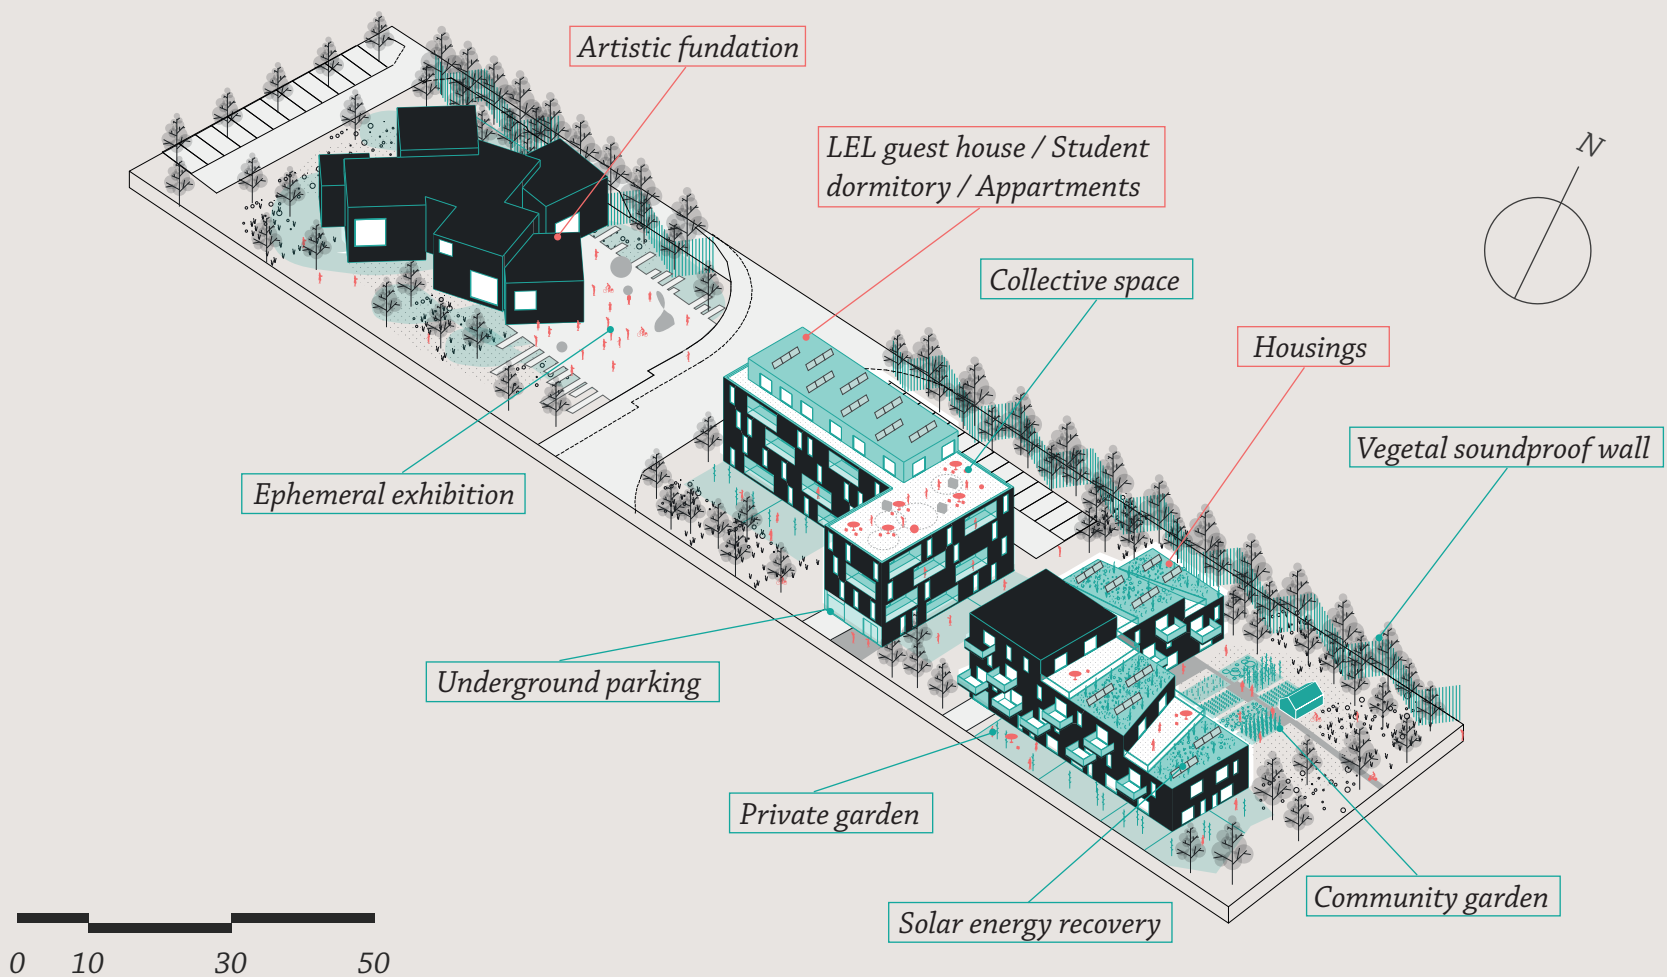 Artistic fundation
LEL guest house / Student
dormitory / Appartments
N
Collective space
Housings
Vegetal soundproof wall
Ephemeral exhibition
Underground parking
Private garden
Community garden
Solar energy recovery
0 10 30 50